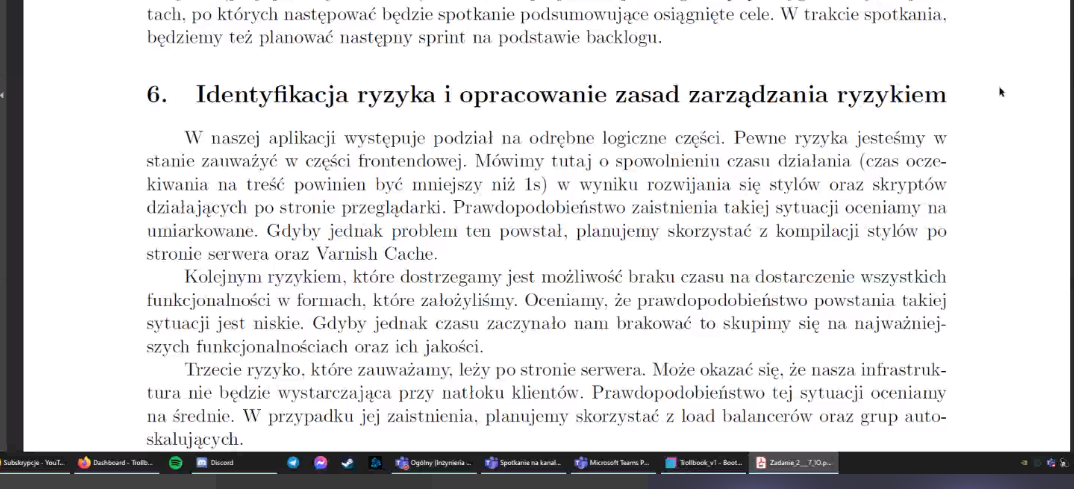 tach, po których następować będzie spotkanie podsumowujące osiągnięte cele. W trakcie spotkania,
będziemy też planować następny sprint na podstawie backlogu.
6. Identyfikacja ryzyka i opracowanie zasad zarządzania ryzykiem
W naszej aplikacji występuje podział na odrębne logiczne części. Pewne ryzyka jesteśmy w
stanie zauważyć w części frontendowej. Mówimy tutaj o spowolnieniu czasu działania (czas ocze-
kiwania na treść powinien być mniejszy niż 1s) w wyniku rozwijania się stylów oraz skryptów
działających po stronie przeglądarki. Prawdopodobieństwo zaistnienia takiej sytuacji oceniamy na
umiarkowane. Gdyby jednak problem ten powstał, planujemy skorzystać z kompilacji stylów po
stronie serwera oraz Varnish Cache.
Kolejnym ryzykiem, które dostrzegamy jest możliwość braku czasu na dostarczenie wszystkich
funkcjonalności w formach, które założyliśmy. Oceniamy, że prawdopodobieństwo powstania takiej
sytuacji jest niskie. Gdyby jednak czasu zaczynało nam brakować to skupimy się na najważniej-
szych funkcjonalnościach oraz ich jakości.
Trzecie ryzyko, które zauważamy, leży po stronie serwera. Może okazać się, że nasza infrastruk-
tura nie będzie wystarczająca przy natłoku klientów. Prawdopodobieństwo tej sytuacji oceniamy
na średnie. W przypadku jej zaistnienia, planujemy skorzystać z load balancerów oraz grup auto-
skalujących.
Subskrypcje - YouT... Dashboard - Trollb... Discord Ogólny (Inżynieria ... Spotkanie na kanal... Microsoft Teams P... Trollbook_v1 – Boot... Zadanie_2__7_IO.p...